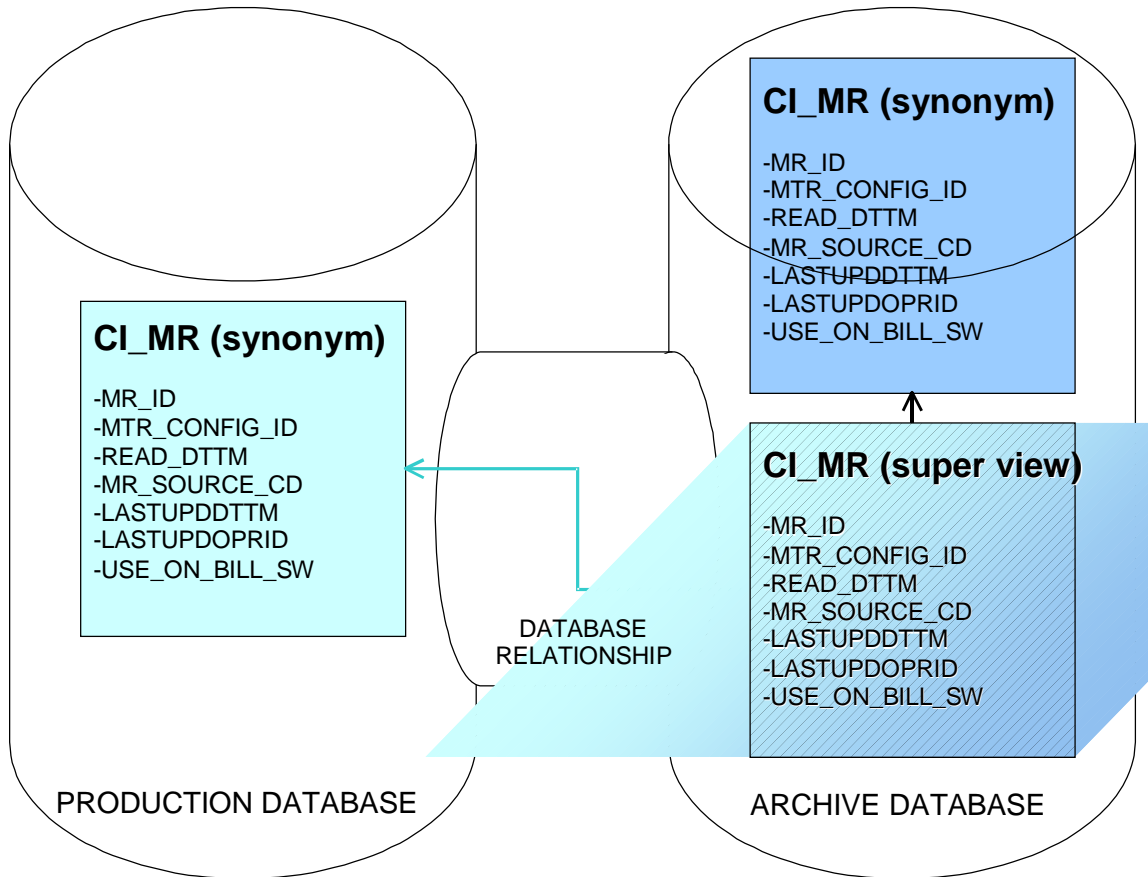 CI_MR (synonym)
-MR_ID
-MTR_CONFIG_ID
-READ_DTTM
-MR_SOURCE_CD
-LASTUPDDTTM
-LASTUPDOPRID
-USE_ON_BILL_SW
PRODUCTION DATABASE
DATABASE
RELATIONSHIP
CI_MR (synonym)
-MR_ID
-MTR_CONFIG_ID
-READ_DTTM
-MR_SOURCE_CD
-LASTUPDDTTM
-LASTUPDOPRID
-USE_ON_BILL_SW
CI_MR (super view)
-MR_ID
-MTR_CONFIG_ID
-READ_DTTM
-MR_SOURCE_CD
-LASTUPDDTTM
-LASTUPDOPRID
-USE_ON_BILL_SW
ARCHIVE DATABASE